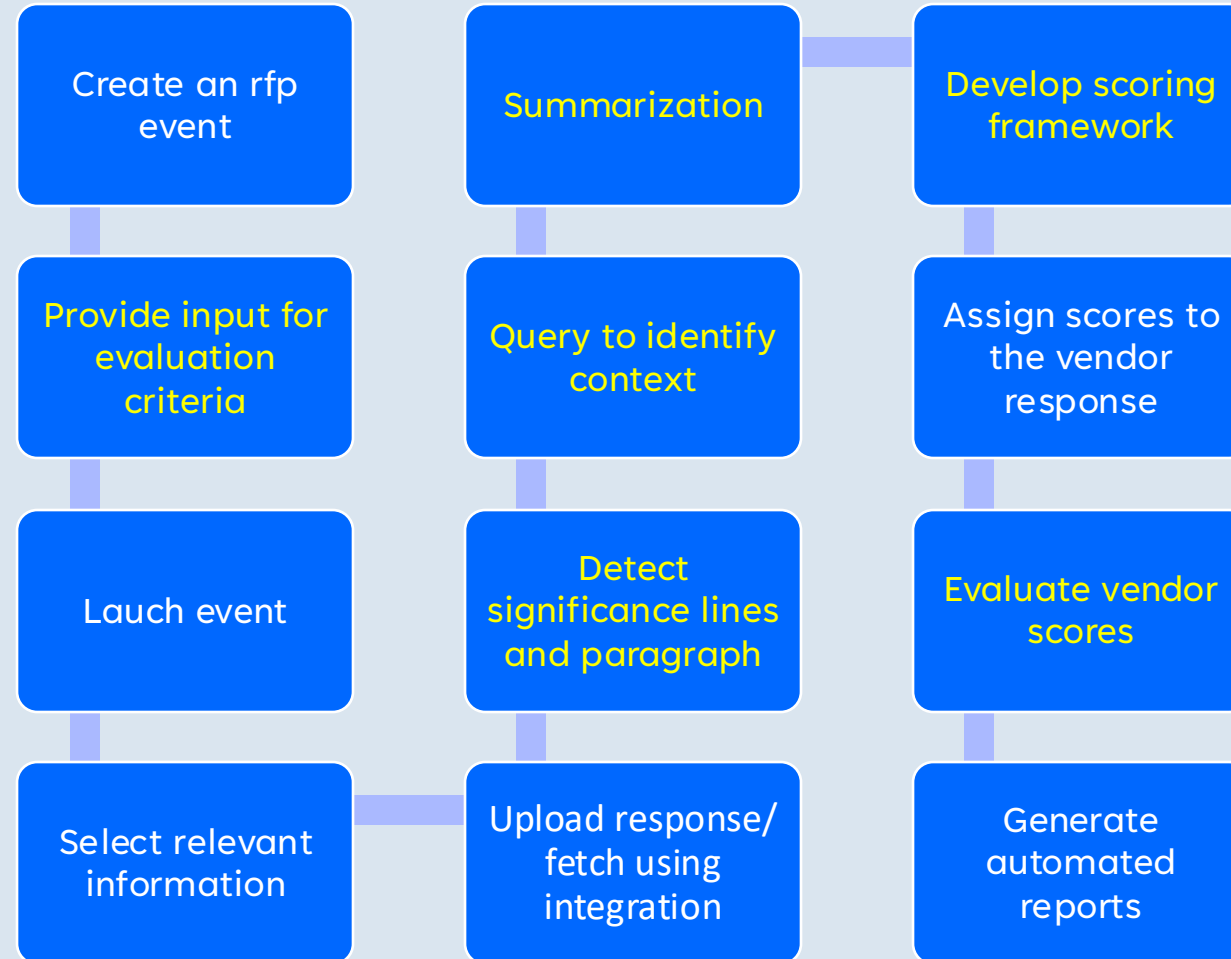 Create an rfp
event
Provide input for
evaluation
criteria
Lauch event
Select relevant
information
Upload response/
fetch using
integration
Detect
significance lines
and paragraph
Query to identify
context
Summarization
Develop scoring
framework
Assign scores to
the vendor
response
Evaluate vendor
scores
Generate
automated
reports